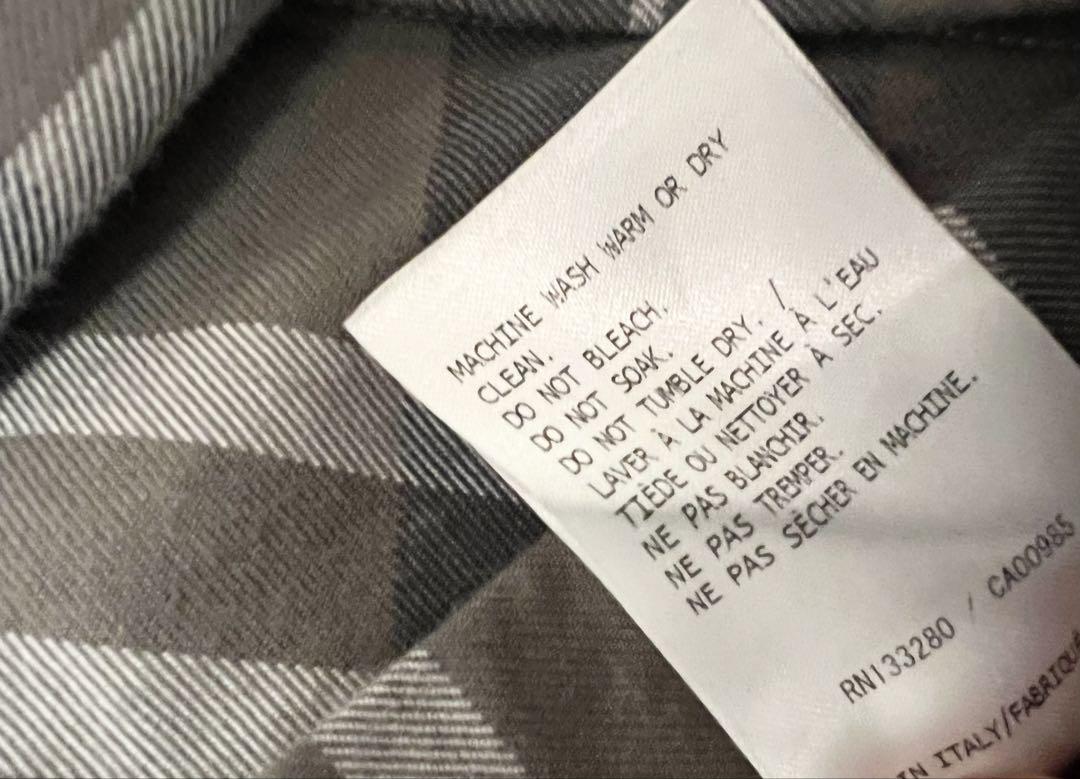 MACHINE WASH WARM OR DRY
CLEAN.
DO NOT BLEACH.
DO NOT SOAK.
DO NOT TUMBLE DRY. /
LAVER À LA MACHINE À L'EAU
TIÈDE OU NETTOYER À SEC.
NE PAS BLANCHIR.
NE PAS TREMPER.
NE PAS SÉCHER EN MACHINE.
RN133280 / CA00985
ITALY/